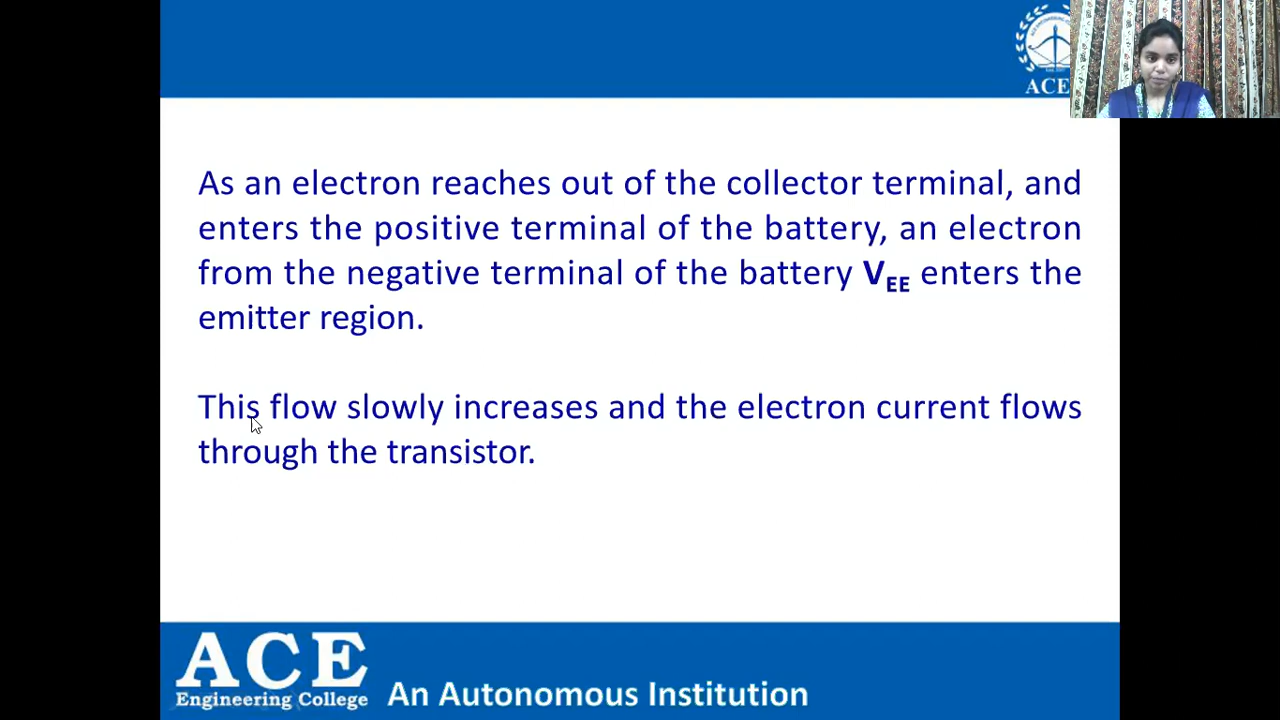 ACE
As an electron reaches out of the collector terminal, and
enters the positive terminal of the battery, an electron
from the negative terminal of the battery VEE enters the
emitter region.
This flow slowly increases and the electron current flows
through the transistor.
ACE
Engineering College
An Autonomous Institution